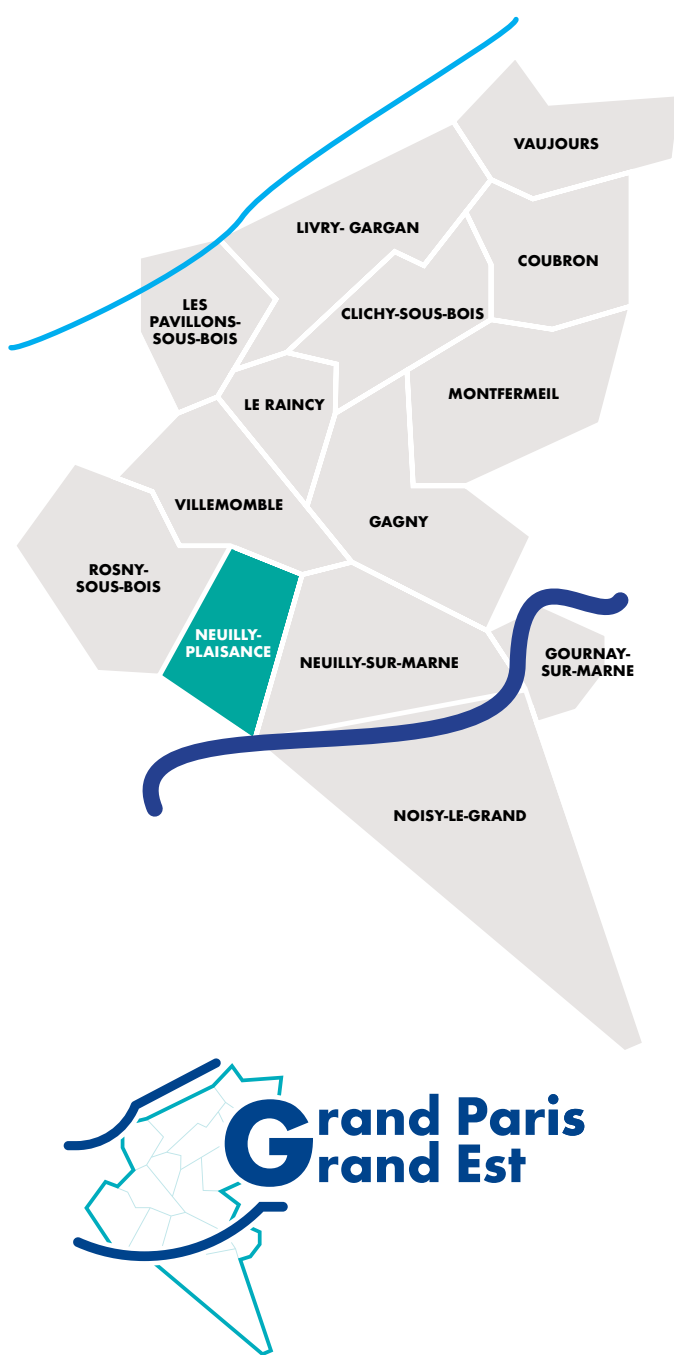 VAUJOURS
LIVRY- GARGAN
COUBRON
LES
PAVILLONS-
SOUS-BOIS
CLICHY-SOUS-BOIS
MONTFERMEIL
LE RAINCY
VILLEMOMBLE
GAGNY
ROSNY-
SOUS-BOIS
NEUILLY-
PLAISANCE
NEUILLY-SUR-MARNE
GOURNAY-
SUR-MARNE
NOISY-LE-GRAND
Grand Paris
Grand Est